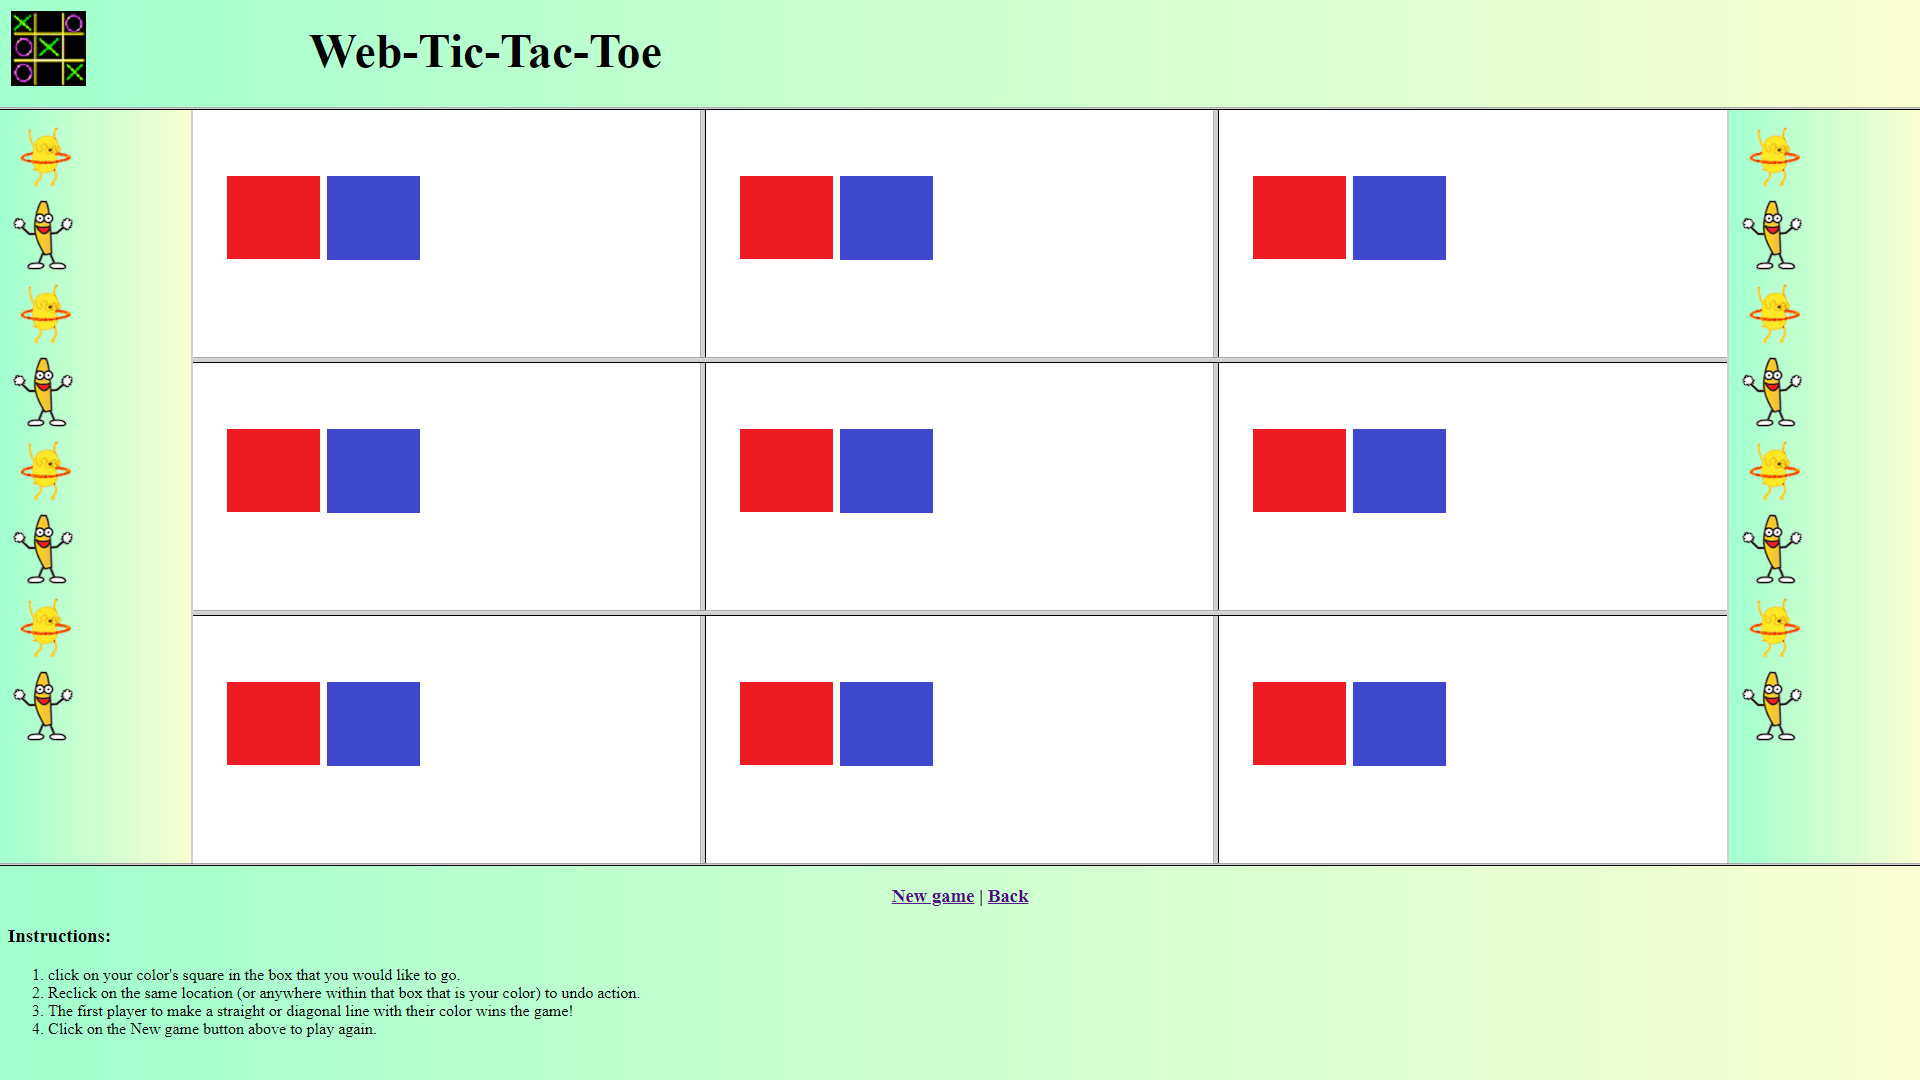 Web-Tic-Tac-Toe
New game | Back
Instructions:
1. click on your color's square in the box that you would like to go.
2. Reclick on the same location (or anywhere within that box that is your color) to undo action.
3. The first player to make a straight or diagonal line with their color wins the game!
4. Click on the New game button above to play again.